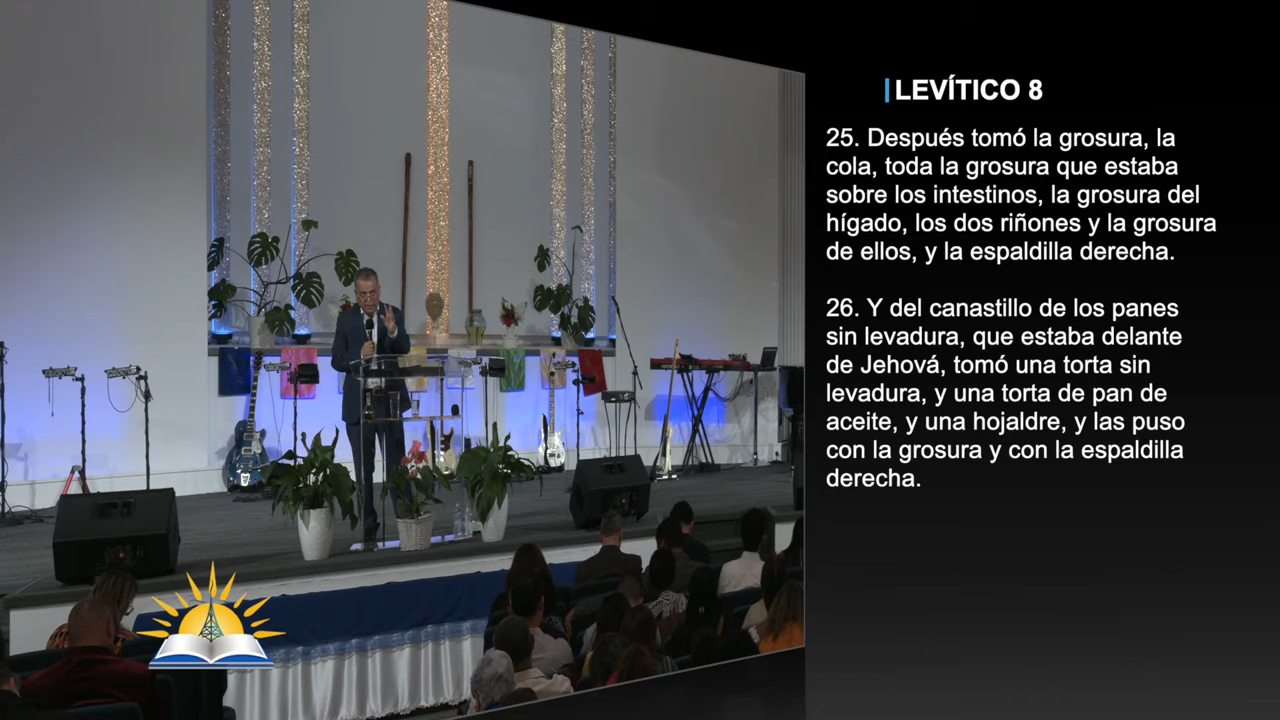 LEVÍTICO 8
25. Después tomó la grosura, la
cola, toda la grosura que estaba
sobre los intestinos, la grosura del
hígado, los dos riñones y la grosura
de ellos, y la espaldilla derecha.
26. Y del canastillo de los panes
sin levadura, que estaba delante
de Jehová, tomó una torta sin
levadura, y una torta de pan de
aceite, y una hojaldre, y las puso
con la grosura y con la espaldilla
derecha.